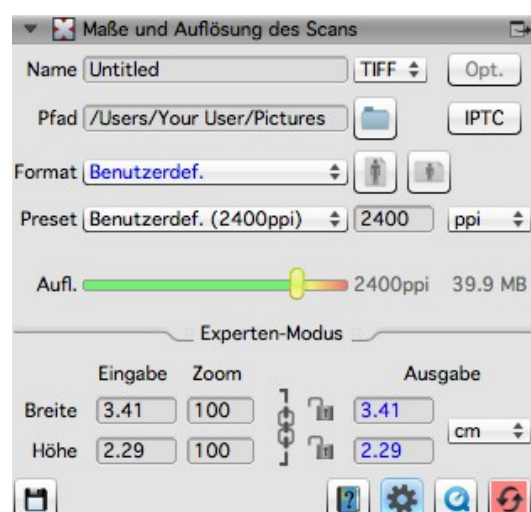 Maße und Auflösung des Scans
Name Untitled TIFF Opt.
Pfad /Users/Your User/Pictures IPTC
Format Benutzerdef.
Preset Benutzerdef. (2400ppi) 2400 ppi
Aufl. 2400ppi 39.9 MB
Experten-Modus
Eingabe Zoom Ausgabe
Breite 3.41 100 3.41
cm
Höhe 2.29 100 2.29
?